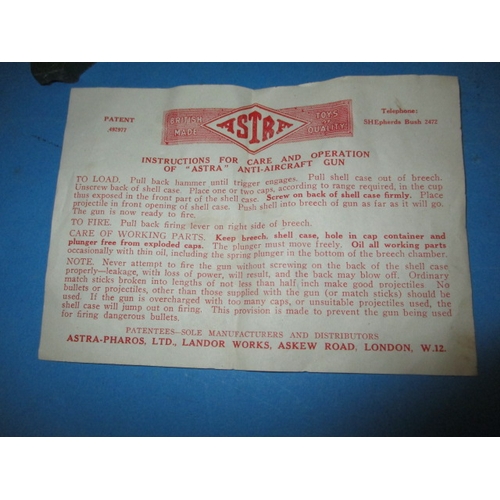 PATENT
BRITISH MADE ASTRA TOYS OF QUALITY
Telephone:
SHEpherds Bush 2472
INSTRUCTIONS FOR CARE AND OPERATION
OF "ASTRA" ANTI-AIRCRAFT GUN
TO LOAD. Pull back hammer until trigger engages. Pull shell case out of breech.
Unscrew back of shell case. Place one or two caps, according to range required, in the cup
thus exposed in the front part of the shell case. Screw on back of shell case firmly. Place
projectile in front opening of shell case. Push shell into breech of gun as far as it will go.
The gun is now ready to fire.
TO FIRE. Pull back firing lever on right side of breech.
CARE OF WORKING PARTS. Keep breech, shell case, hole in cap container and
plunger free from exploded caps. The plunger must move freely. Oil all working parts
occasionally with thin oil, including the spring plunger in the bottom of the breech chamber.
NOTE. Never attempt to fire the gun without screwing on the back of the shell case
properly—leakage, with loss of power, will result, and the back may blow off. Ordinary
match sticks broken into lengths of not less than half inch make good projectiles. No
bullets or projectiles, other than those supplied with the gun (or match sticks) should be
used. If the gun is overcharged with too many caps, or unsuitable projectiles used, the
shell case will jump out on firing. This provision is made to prevent the gun being used
for firing dangerous bullets.
PATENTEES—SOLE MANUFACTURERS AND DISTRIBUTORS
ASTRA-PHAROS, LTD., LANDOR WORKS, ASKEW ROAD, LONDON, W.12.